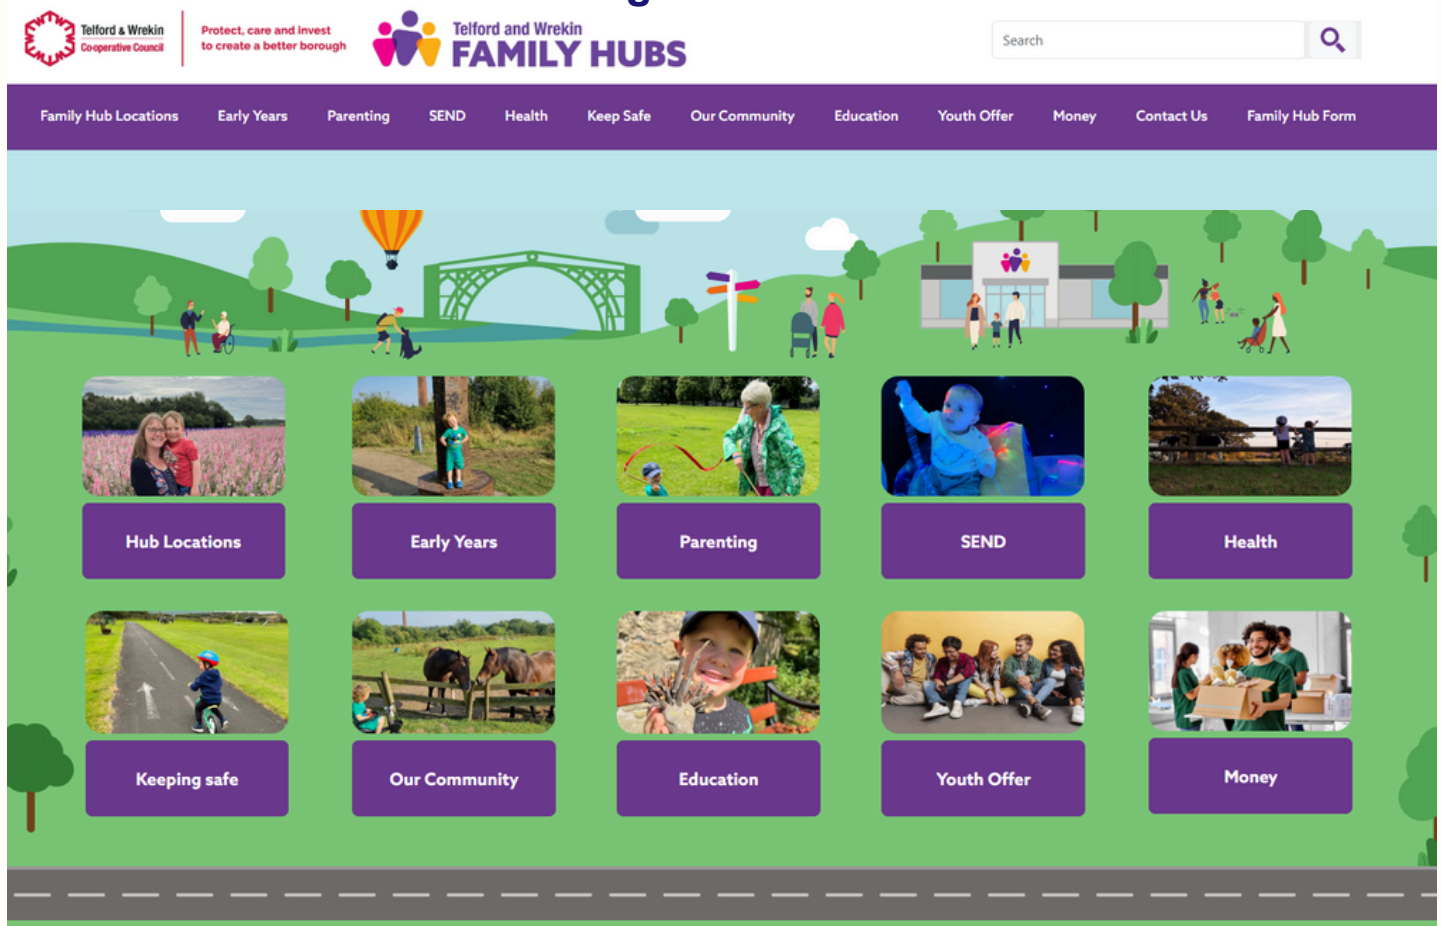 g
Telford & Wrekin
Co-operative Council
Protect, care and invest
to create a better borough
Telford and Wrekin
FAMILY HUBS
Search
Family Hub Locations
Early Years
Parenting
SEND
Health
Keep Safe
Our Community
Education
Youth Offer
Money
Contact Us
Family Hub Form
Hub Locations
Early Years
Parenting
SEND
Health
Keeping safe
Our Community
Education
Youth Offer
Money